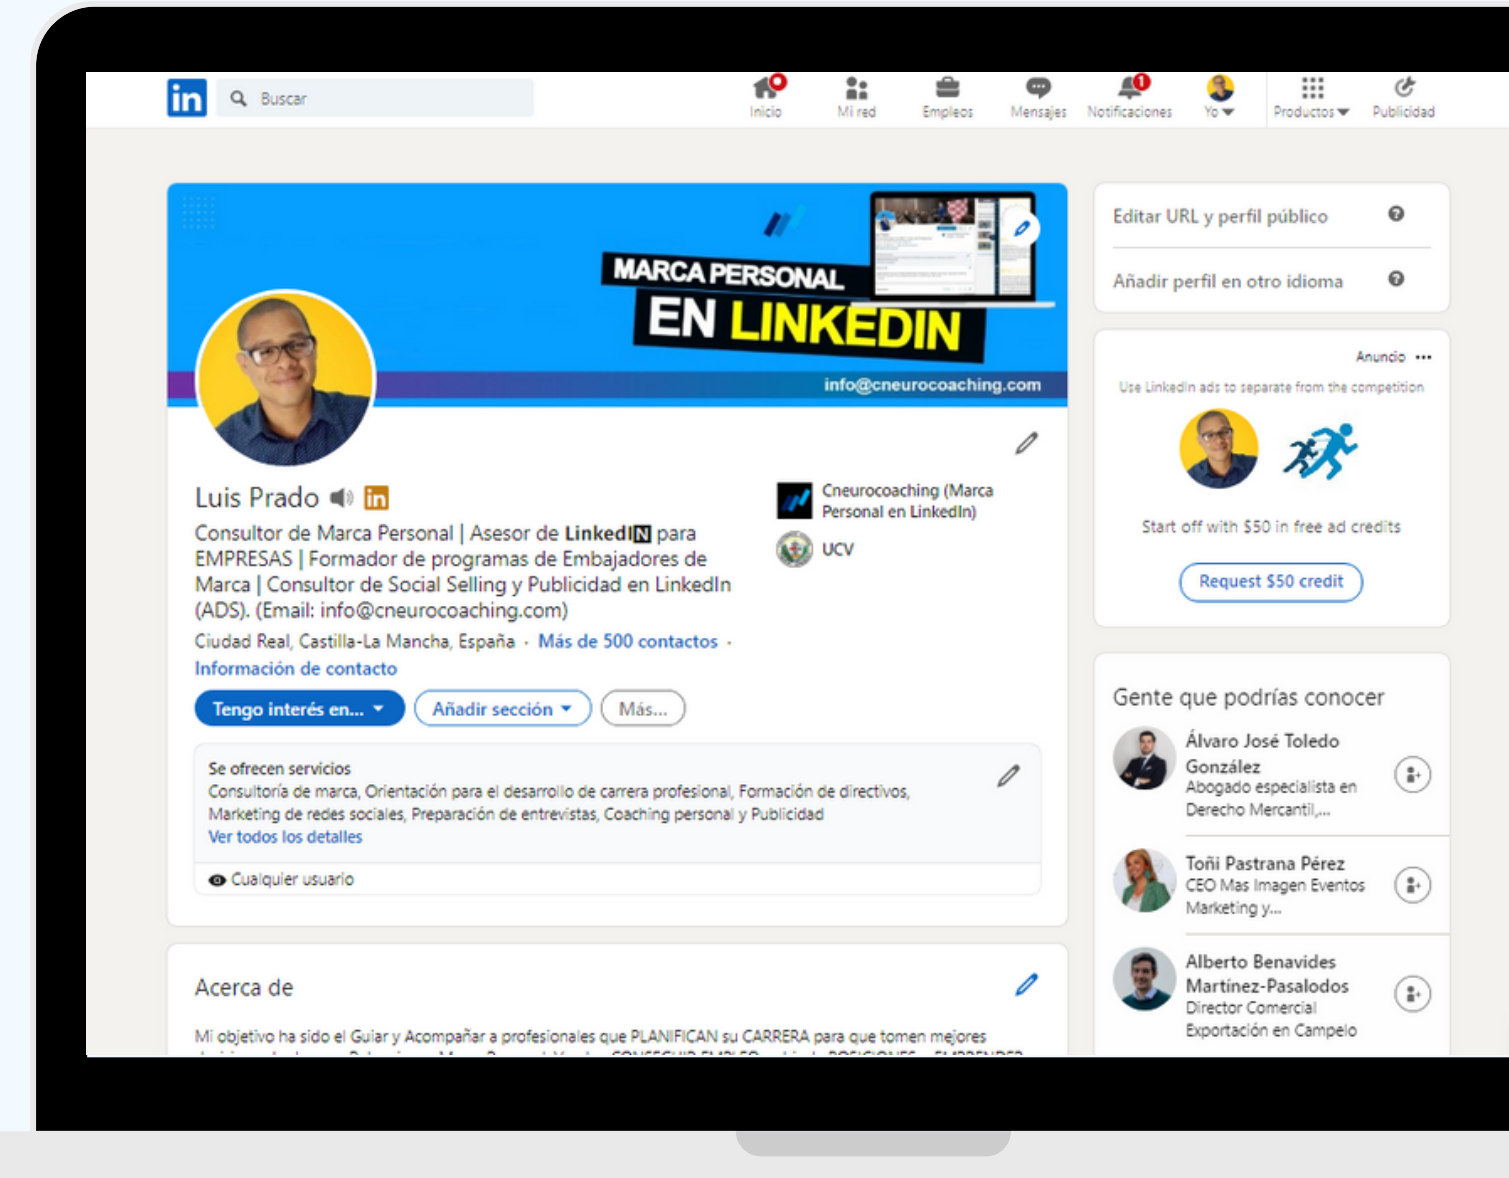 in
Buscar
Inicio
Mi red
Empleos
Mensajes
1
Notificaciones
Yo
Productos
Publicidad
MARCA PERSONAL
EN LINKEDIN
info@cneurocoaching.com
Luis Prado in
Consultor de Marca Personal | Asesor de LinkedIN para
EMPRESAS | Formador de programas de Embajadores de
Marca | Consultor de Social Selling y Publicidad en LinkedIn
(ADS). (Email: info@cneurocoaching.com)
Ciudad Real, Castilla-La Mancha, España · Más de 500 contactos ·
Información de contacto
Cneurocoaching (Marca
Personal en LinkedIn)
UCV
Tengo interés en...
Añadir sección
Más...
Se ofrecen servicios
Consultoría de marca, Orientación para el desarrollo de carrera profesional, Formación de directivos,
Marketing de redes sociales, Preparación de entrevistas, Coaching personal y Publicidad
Ver todos los detalles
Cualquier usuario
Acerca de
Mi objetivo ha sido el Guiar y Acompañar a profesionales que PLANIFICAN su CARRERA para que tomen mejores
Editar URL y perfil público
Añadir perfil en otro idioma
Anuncio ···
Use LinkedIn ads to separate from the competition
Start off with $50 in free ad credits
Request $50 credit
Gente que podrías conocer
Álvaro José Toledo
González
Abogado especialista en
Derecho Mercantil,...
Toñi Pastrana Pérez
CEO Mas Imagen Eventos
Marketing y...
Alberto Benavides
Martínez-Pasalodos
Director Comercial
Exportación en Campelo